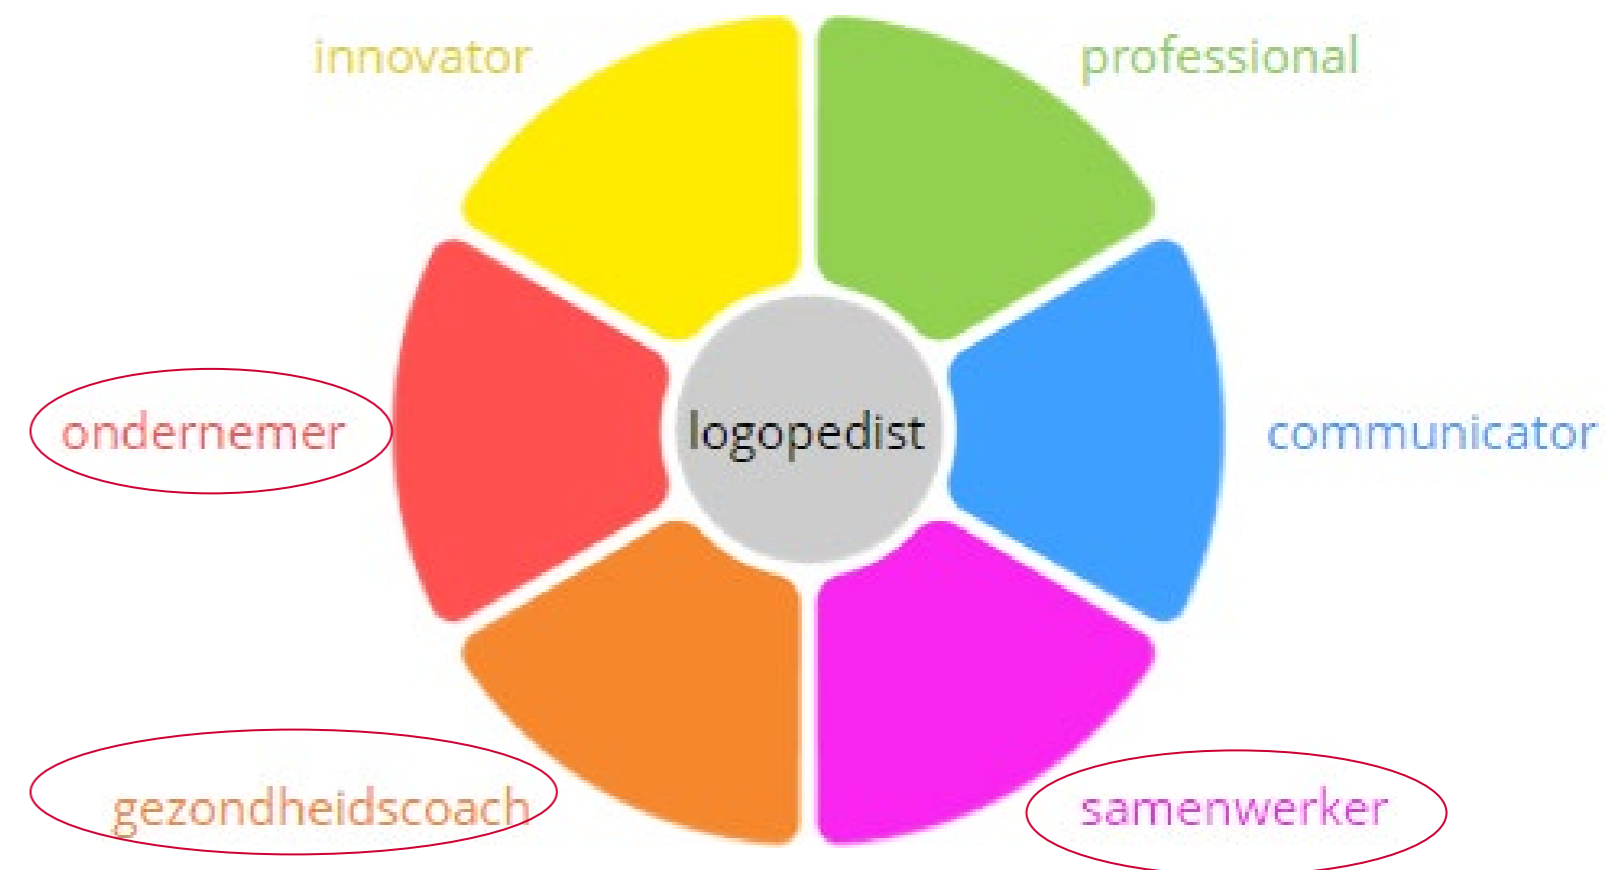 innovator
professional
ondernemer
logopedist
communicator
gezondheidscoach
samenwerker